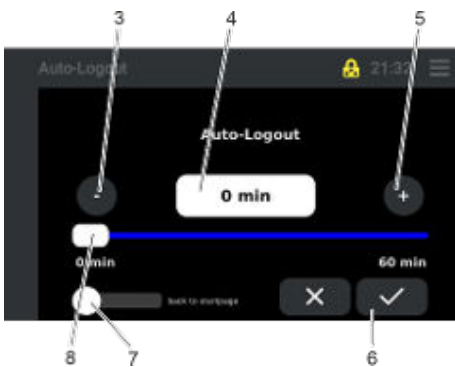 3 4 5
Auto-Logout 21:32
Auto-Logout
- 0 min +
0 min 60 min
back to startpage
8 7 6